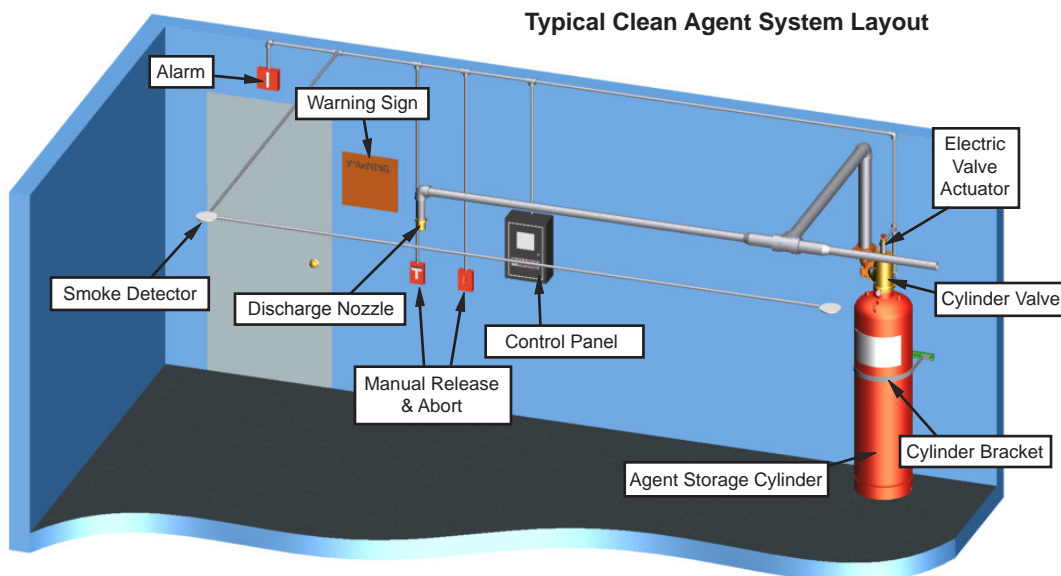 Typical Clean Agent System Layout
Alarm
Warning Sign
WARNING
Electric
Valve
Actuator
Smoke Detector
Discharge Nozzle
Control Panel
Cylinder Valve
Manual Release
& Abort
Cylinder Bracket
Agent Storage Cylinder